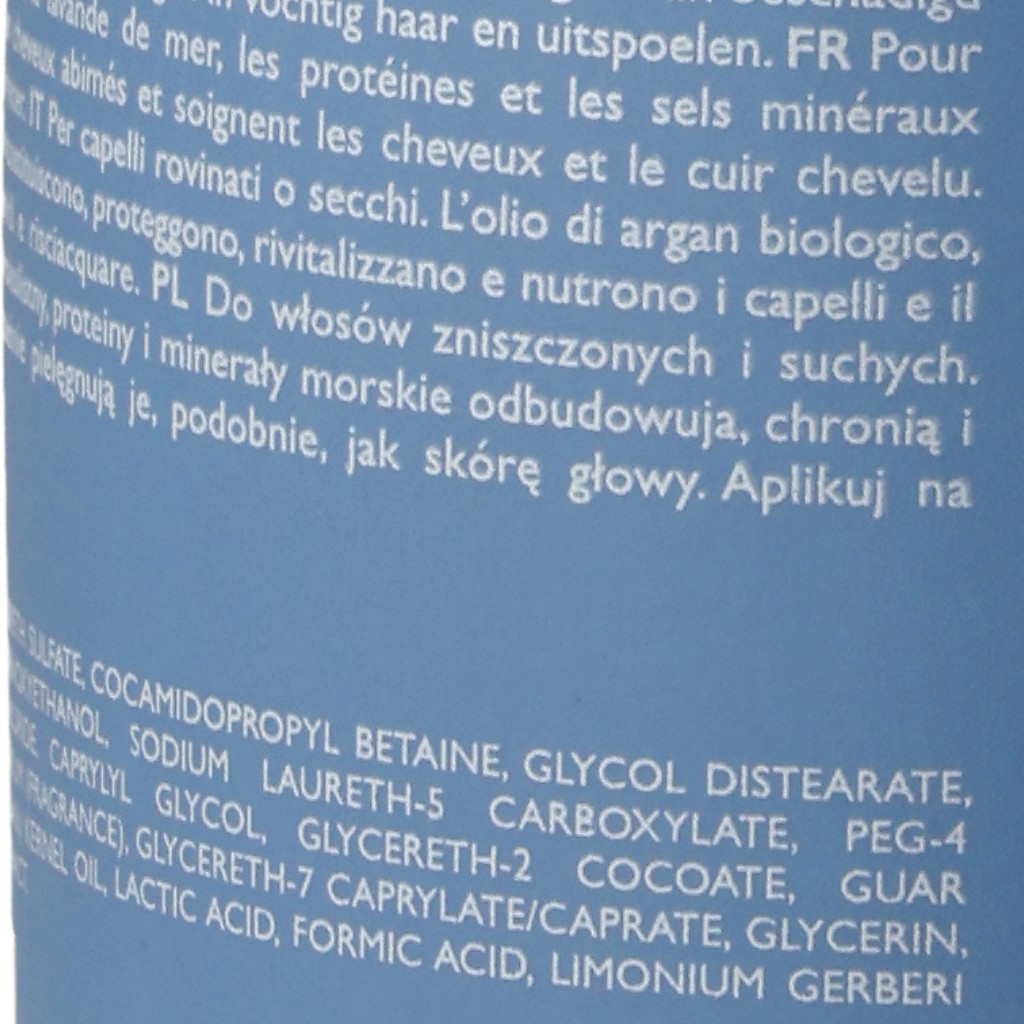 vochtig haar en uitspoelen. FR Pour
lavande de mer, les protéines et les sels minéraux
cheveux abimés et soignent les cheveux et le cuir chevelu.
IT Per capelli rovinati o secchi. L'olio di argan biologico,
proteggono, rivitalizzano e nutrono i capelli e il
e risciacquare. PL Do włosów zniszczonych i suchych.
proteiny i minerały morskie odbudowują, chronią i
pielęgnują je, podobnie, jak skórę głowy. Aplikuj na
SULFATE, COCAMIDOPROPYL BETAINE, GLYCOL DISTEARATE,
SODIUM LAURETH-5 CARBOXYLATE, PEG-4
CAPRYLYL GLYCOL, GLYCERETH-2 COCOATE, GUAR
(FRAGRANCE), GLYCERETH-7 CAPRYLATE/CAPRATE, GLYCERIN,
KERNEL OIL, LACTIC ACID, FORMIC ACID, LIMONIUM GERBERI